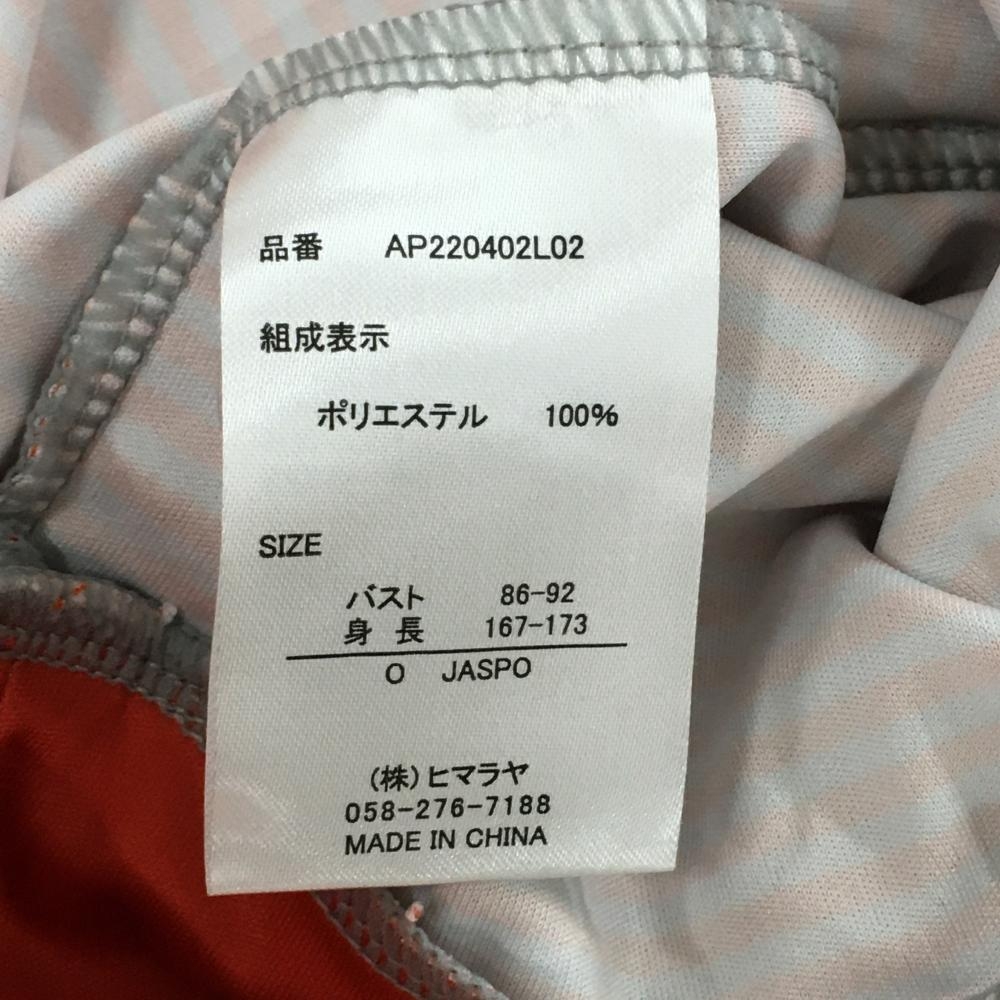 品番 AP220402L02
組成表示
ポリエステル 100%
SIZE
バスト 86-92
身 長 167-173
O JASPO
(株)ヒマラヤ
058-276-7188
MADE IN CHINA